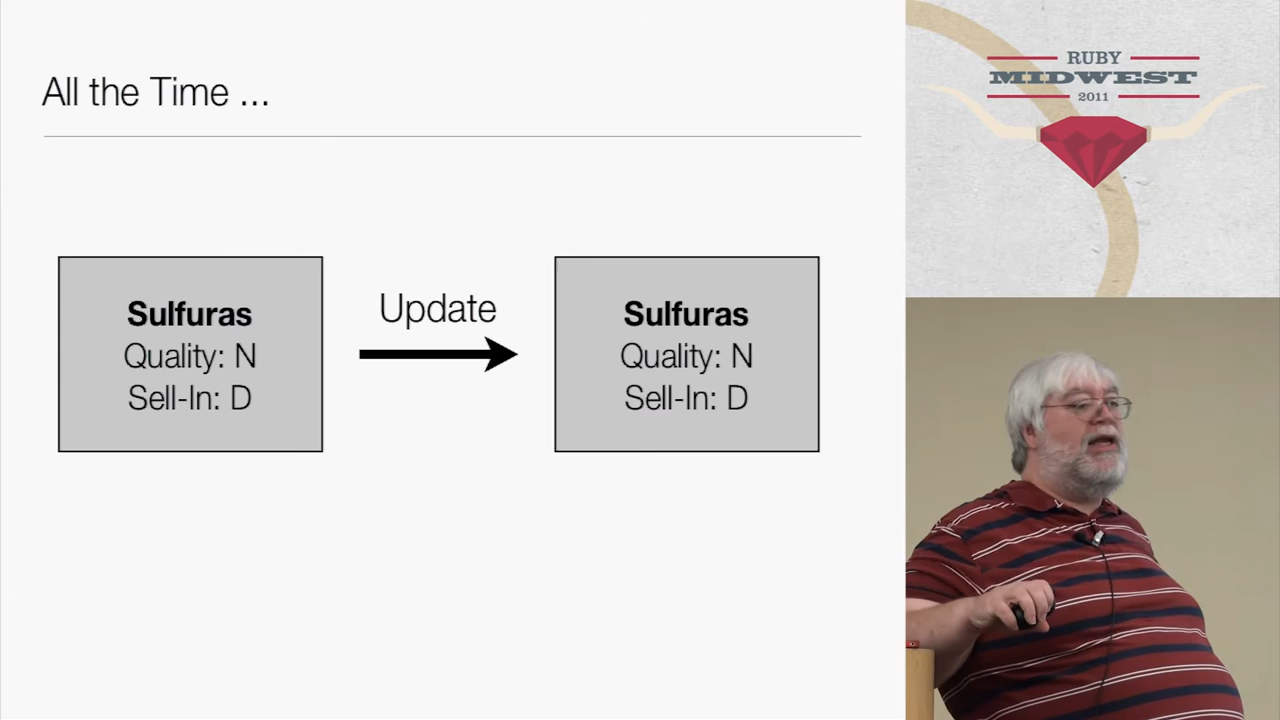 All the Time ...
Sulfuras
Quality: N
Sell-In: D
Update
Sulfuras
Quality: N
Sell-In: D
RUBY
MIDWEST
2011